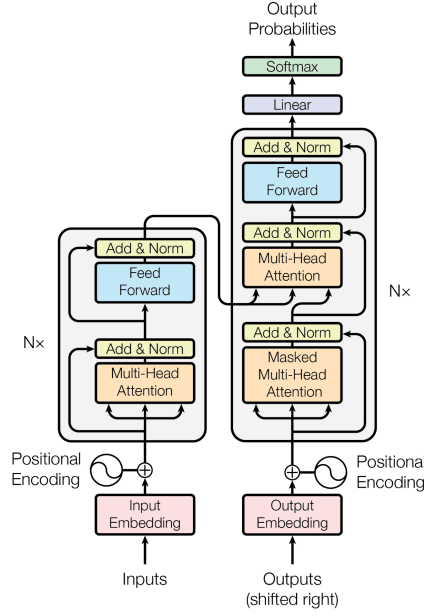 Output
Probabilities
Softmax
Linear
Add & Norm
Feed
Forward
Add & Norm
Multi-Head
Attention
Add & Norm
Masked
Multi-Head
Attention
N×
Add & Norm
Feed
Forward
Add & Norm
Multi-Head
Attention
N×
Positional
Encoding
Positional
Encoding
Input
Embedding
Output
Embedding
Inputs
Outputs
(shifted right)